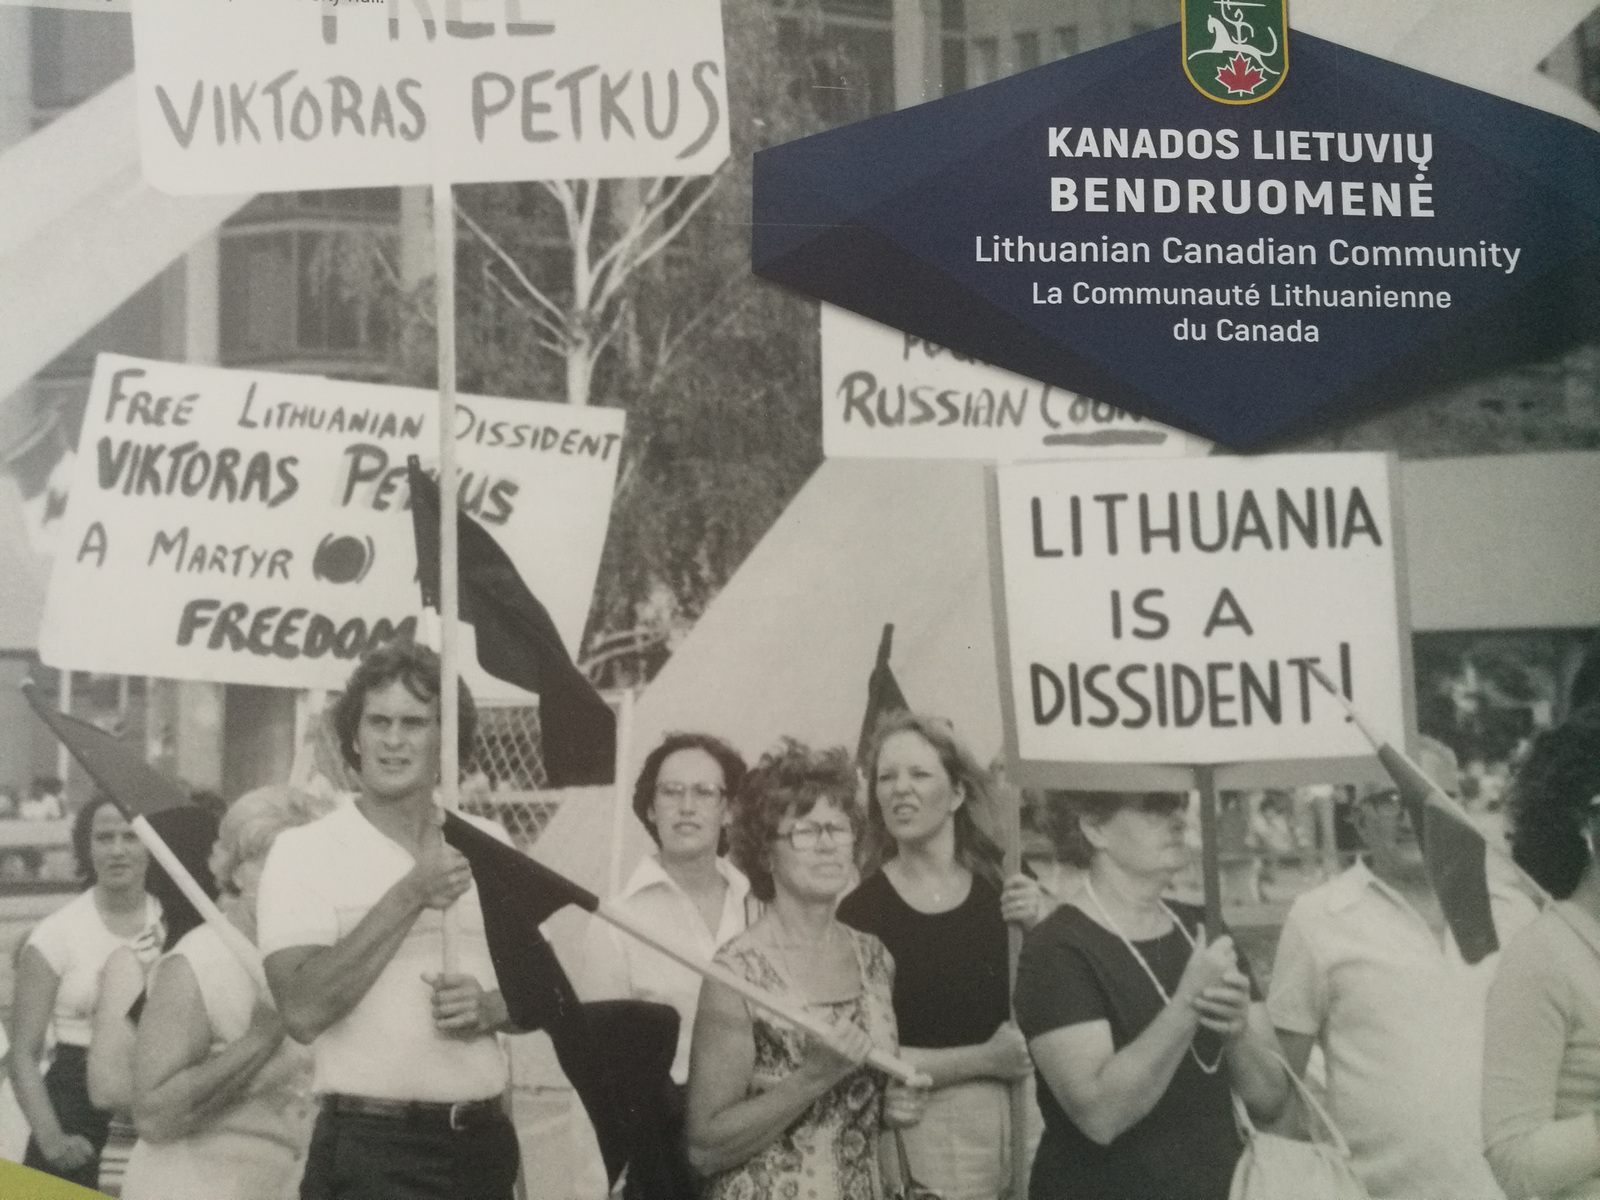 FREE
VIKTORAS PETKUS
KANADOS LIETUVIŲ
BENDRUOMENĖ
Lithuanian Canadian Community
La Communauté Lithuanienne
du Canada
FREE LITHUANIAN DISSIDENT
VIKTORAS PETKUS
A MARTYR
FREEDOM
RUSSIAN
LITHUANIA
IS A
DISSIDENT!